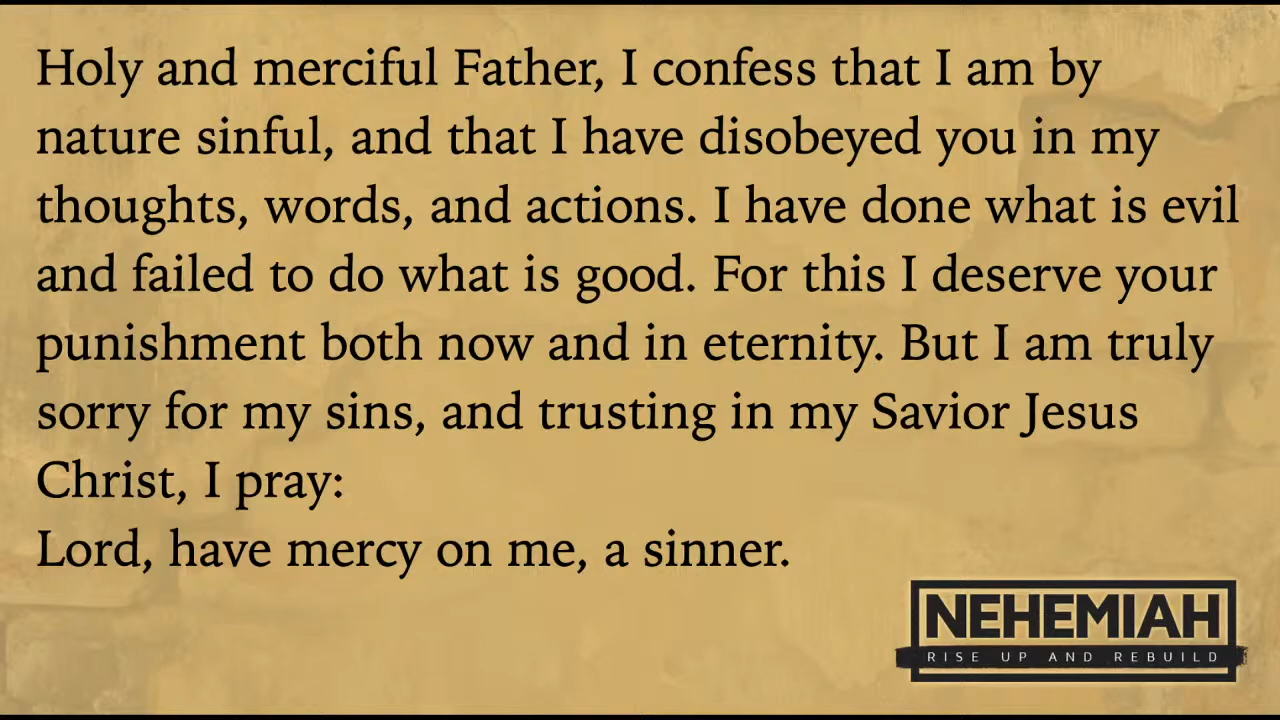 Holy and merciful Father, I confess that I am by
nature sinful, and that I have disobeyed you in my
thoughts, words, and actions. I have done what is evil
and failed to do what is good. For this I deserve your
punishment both now and in eternity. But I am truly
sorry for my sins, and trusting in my Savior Jesus
Christ, I pray:
Lord, have mercy on me, a sinner.
NEHEMIAH
RISE UP AND REBUILD